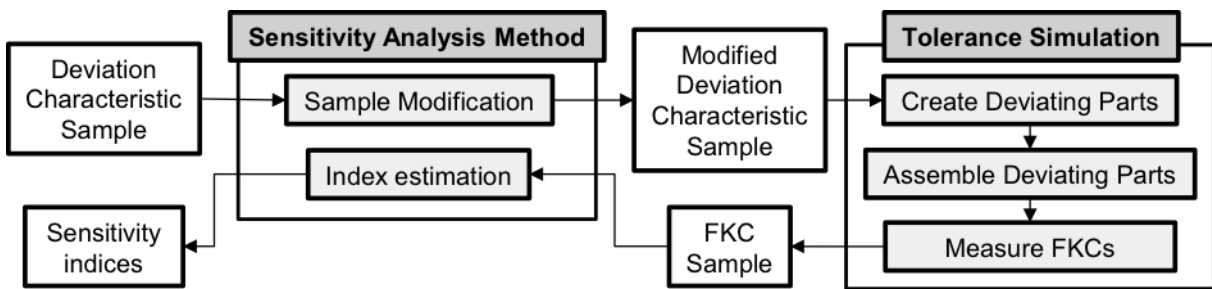 Deviation
Characteristic
Sample
Sensitivity Analysis Method
Sample Modification
Index estimation
Modified
Deviation
Characteristic
Sample
Tolerance Simulation
Create Deviating Parts
Assemble Deviating Parts
Measure FKCs
FKC
Sample
Sensitivity
indices